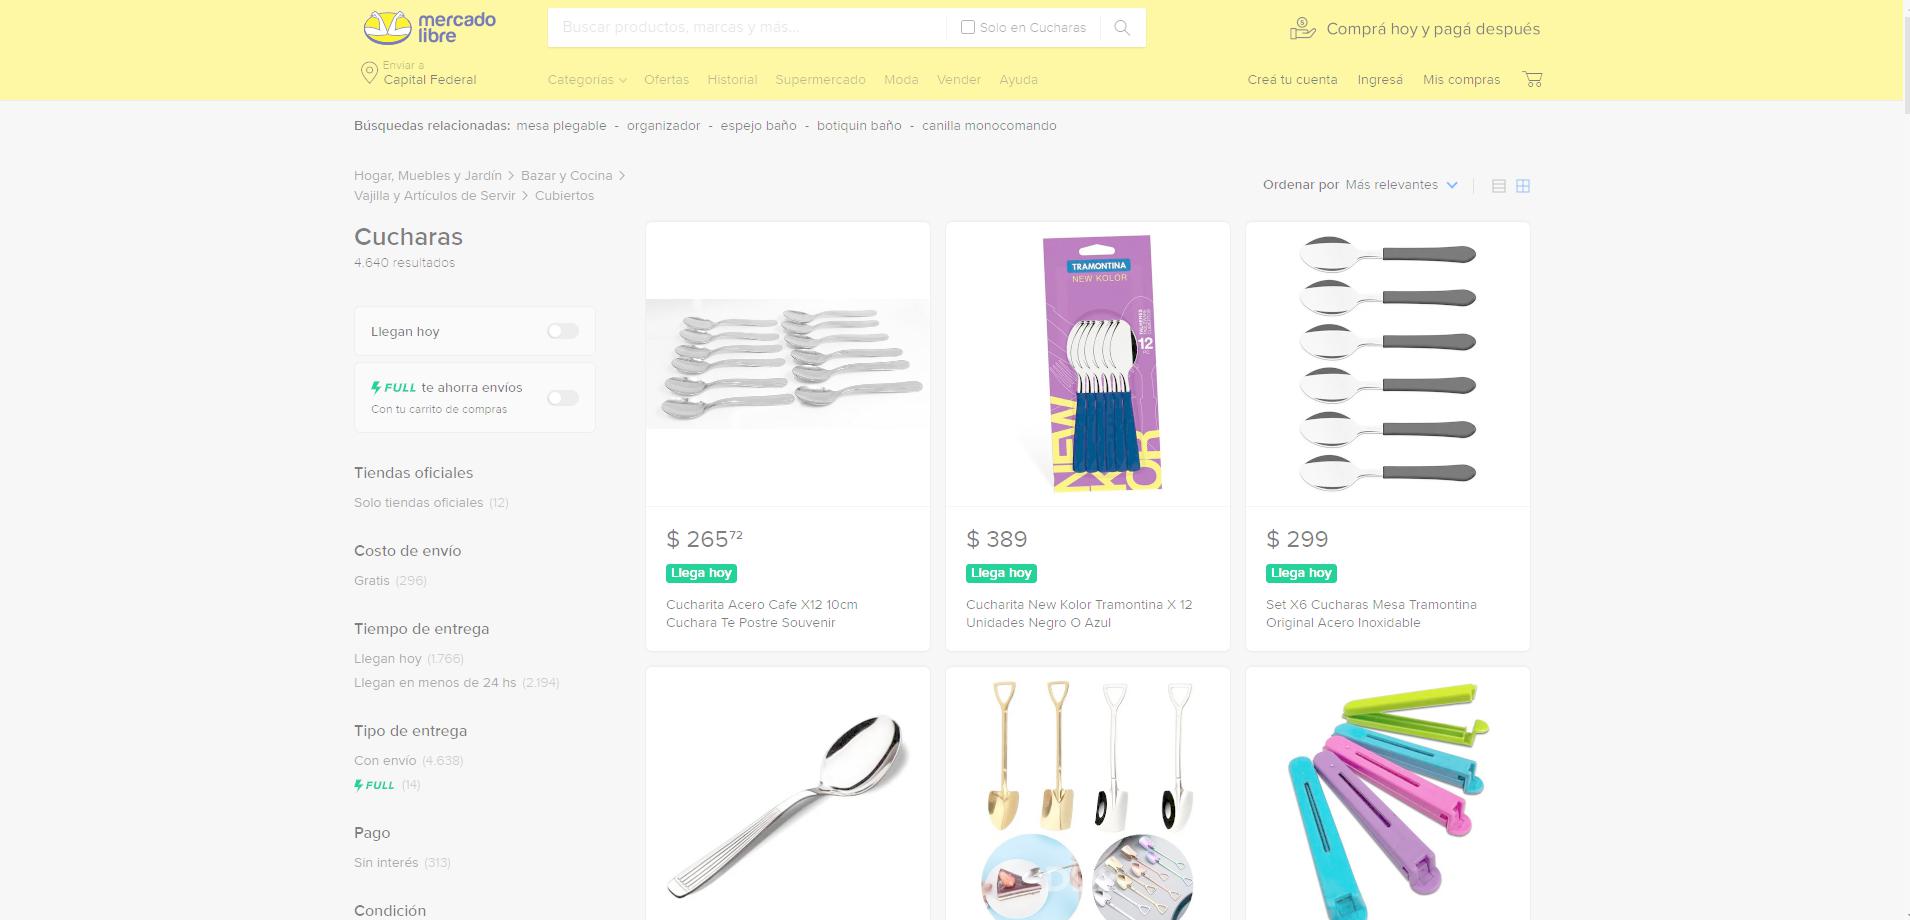 mercado
libre
Buscar productos, marcas y más...
Solo en Cucharas
Comprá hoy y pagá después
Enviar a
Capital Federal
Categorías
Ofertas
Historial
Supermercado
Moda
Vender
Ayuda
Creá tu cuenta
Ingresá
Mis compras
Búsquedas relacionadas: mesa plegable - organizador - espejo baño - botiquin baño - canilla monocomando
Hogar, Muebles y Jardín > Bazar y Cocina >
Vajilla y Artículos de Servir > Cubiertos
Ordenar por Más relevantes
Cucharas
4.640 resultados
Llegan hoy
FULL te ahorra envíos
Con tu carrito de compras
Tiendas oficiales
Solo tiendas oficiales (12)
Costo de envío
Gratis (296)
Tiempo de entrega
Llegan hoy (1.766)
Llegan en menos de 24 hs (2.194)
Tipo de entrega
Con envío (4.638)
FULL (14)
Pago
Sin interés (313)
Condición
$ 265 72
Llega hoy
Cucharita Acero Cafe X12 10cm
Cuchara Te Postre Souvenir
TRAMONTINA
NEW KOLOR
12
NEW
$ 389
Llega hoy
Cucharita New Kolor Tramontina X 12
Unidades Negro O Azul
$ 299
Llega hoy
Set X6 Cucharas Mesa Tramontina
Original Acero Inoxidable